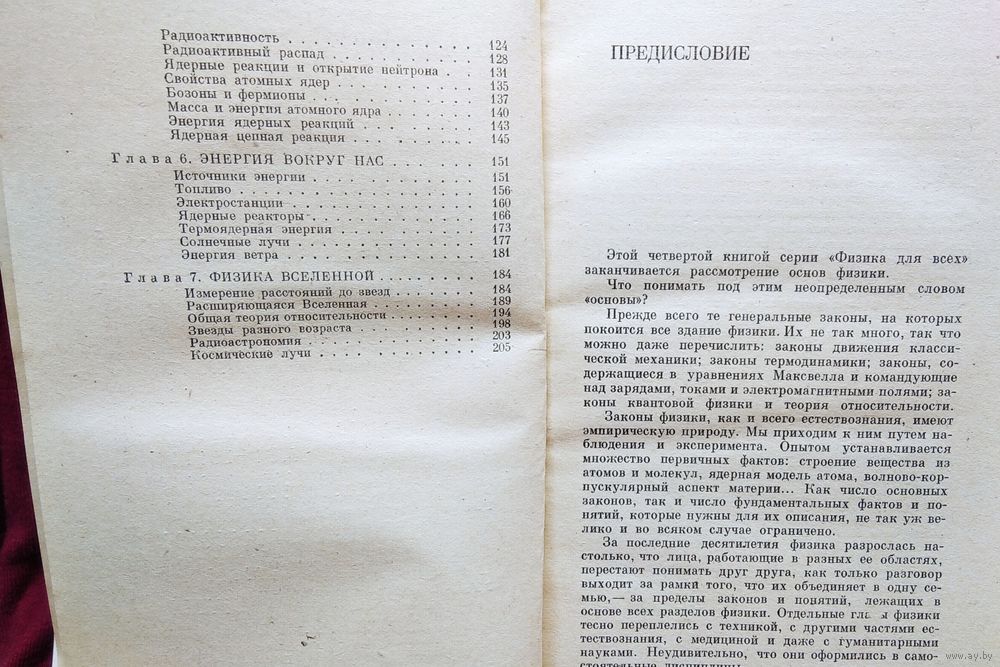 Радиоактивность . . . . . . . . . . . . . . 124
Радиоактивный распад . . . . . . . . . . . 128
Ядерные реакции и открытие нейтрона . . . 131
Свойства атомных ядер . . . . . . . . . . 135
Бозоны и фермионы . . . . . . . . . . . . 137
Масса и энергия атомного ядра . . . . . . 140
Энергия ядерных реакций . . . . . . . . . 143
Ядерная цепная реакция . . . . . . . . . . 145
Глава 6. ЭНЕРГИЯ ВОКРУГ НАС . . . . . . 151
Источники энергии . . . . . . . . . . . . 151
Топливо . . . . . . . . . . . . . . . . . 156
Электростанции . . . . . . . . . . . . . 160
Ядерные реакторы . . . . . . . . . . . . 166
Термоядерная энергия . . . . . . . . . . 173
Солнечные лучи . . . . . . . . . . . . . 177
Энергия ветра . . . . . . . . . . . . . . 181
Глава 7. ФИЗИКА ВСЕЛЕННОЙ . . . . . . . 184
Измерение расстояний до звезд . . . . . . 184
Расширяющаяся Вселенная . . . . . . . . . 189
Общая теория относительности . . . . . . 194
Звезды разного возраста . . . . . . . . . 198
Радиоастрономия . . . . . . . . . . . . . 203
Космические лучи . . . . . . . . . . . . 205
ПРЕДИСЛОВИЕ
Этой четвертой книгой серии «Физика для всех»
заканчивается рассмотрение основ физики.
Что понимать под этим неопределенным словом
«основы»?
Прежде всего те генеральные законы, на которых
покоится все здание физики. Их не так много, так что
можно даже перечислить: законы движения класси-
ческой механики; законы термодинамики; законы, со-
держащиеся в уравнениях Максвелла и командующие
над зарядами, токами и электромагнитными полями; за-
коны квантовой физики и теория относительности.
Законы физики, как и всего естествознания, имеют
эмпирическую природу. Мы приходим к ним путем на-
блюдения и эксперимента. Опытом устанавливается
множество первичных фактов: строение вещества из
атомов и молекул, ядерная модель атома, волново-кор-
пускулярный аспект материи... Как число основных
законов, так и число фундаментальных фактов и по-
нятий, которые нужны для их описания, не так уж ве-
лико и во всяком случае ограничено.
За последние десятилетия физика разрослась на-
столько, что лица, работающие в разных ее областях,
перестают понимать друг друга, как только разговор
выходит за рамки того, что их объединяет в одну се-
мью,— за пределы законов и понятий, лежащих в
основе всех разделов физики. Отдельные главы физики
тесно переплелись с техникой, с другими частями ес-
тествознания, с медициной и даже с гуманитарными
науками. Неудивительно, что они оформились в само-
стоятельные дисциплины.
www.ay.by